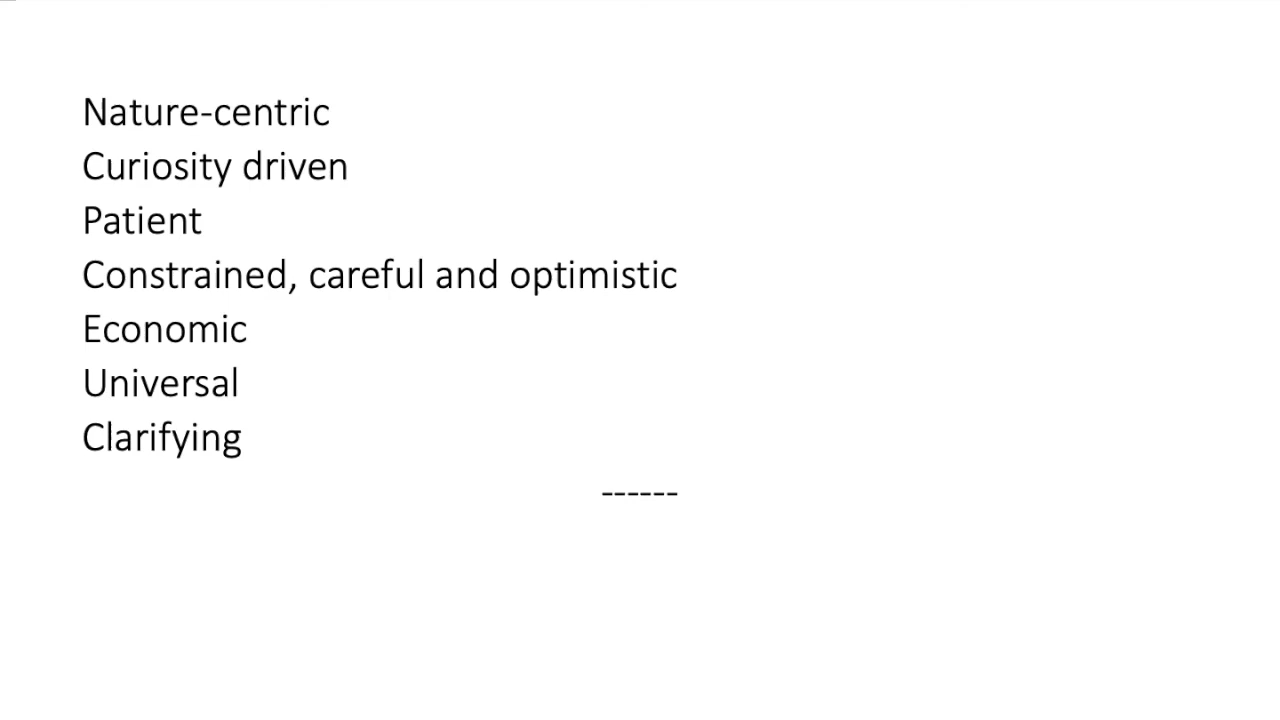 Nature-centric
Curiosity driven
Patient
Constrained, careful and optimistic
Economic
Universal
Clarifying
------